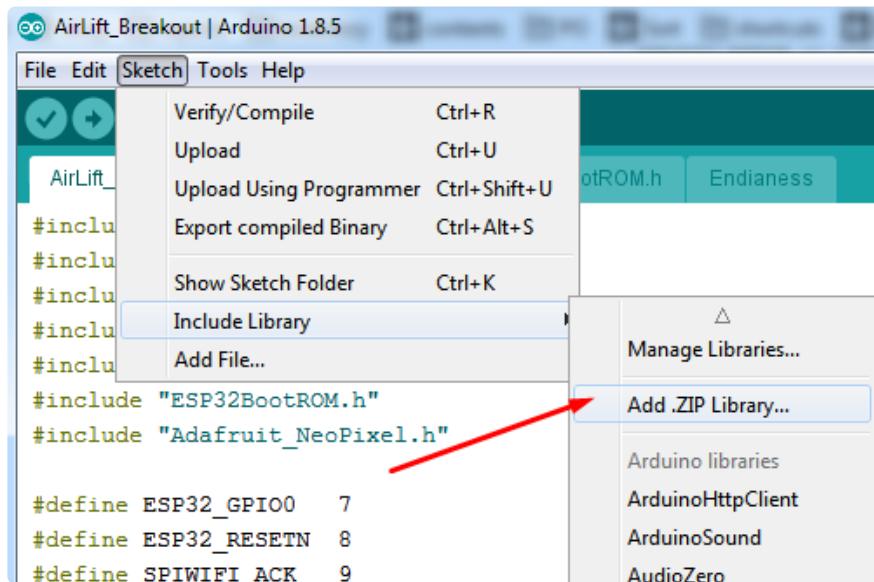 AirLift_Breakout | Arduino 1.8.5
File Edit Sketch Tools Help
Verify/Compile Ctrl+R
Upload Ctrl+U
Upload Using Programmer Ctrl+Shift+U
Export compiled Binary Ctrl+Alt+S
Show Sketch Folder Ctrl+K
Include Library
Add File...
Manage Libraries...
Add .ZIP Library...
Arduino libraries
ArduinoHttpClient
ArduinoSound
AudioZero
AirLift_ otROM.h Endianess
#inclu
#inclu
#inclu
#inclu
#inclu
#include "ESP32BootROM.h"
#include "Adafruit_NeoPixel.h"
#define ESP32_GPIO0 7
#define ESP32_RESETN 8
#define SPIWIFI_ACK 9